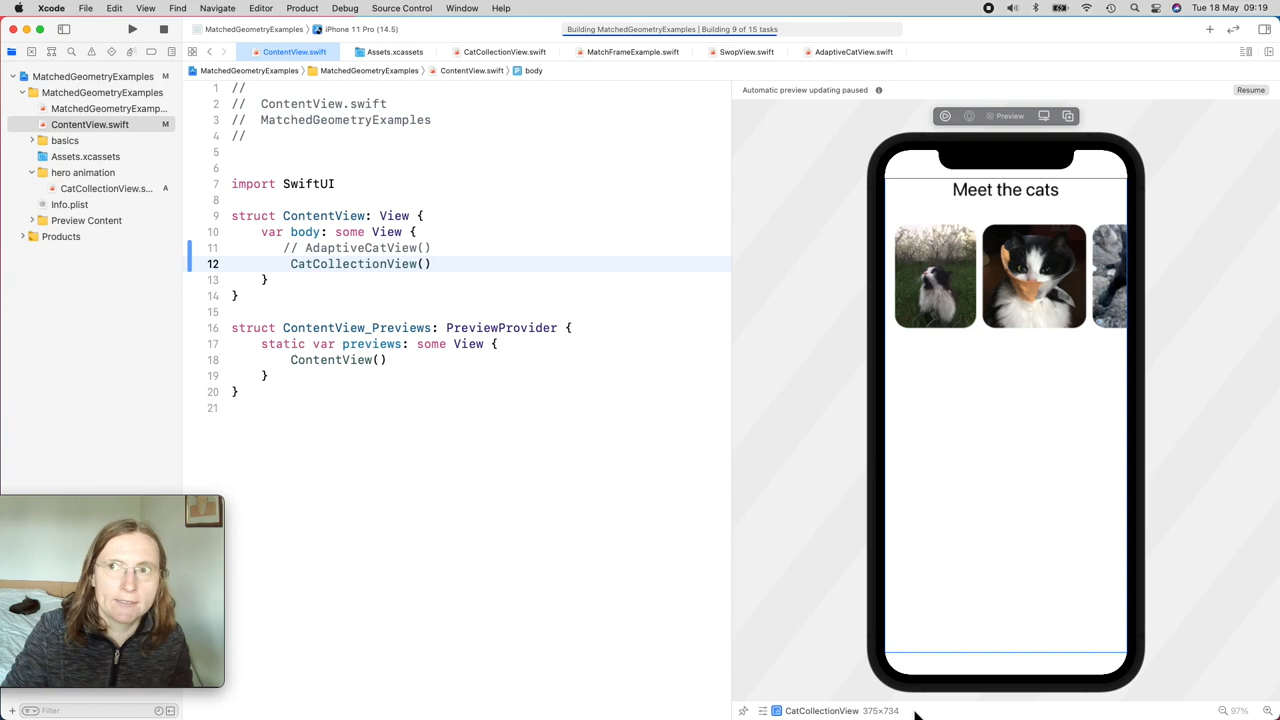 Xcode File Edit View Find Navigate Editor Product Debug Source Control Window Help Tue 18 May 09:19
MatchedGeometryExamples iPhone 11 Pro (14.5) Building MatchedGeometryExamples | Building 9 of 15 tasks
ContentView.swift Assets.xcassets CatCollectionView.swift MatchFrameExample.swift SwopView.swift AdaptiveCatView.swift
MatchedGeometryExamples MatchedGeometryExamples ContentView.swift body
MatchedGeometryExamples M
MatchedGeometryExamples
MatchedGeometryExamp...
ContentView.swift M
basics
Assets.xcassets
hero animation
CatCollectionView.s... A
Info.plist
Preview Content
Products
Filter
1 //
2 // ContentView.swift
3 // MatchedGeometryExamples
4 //
5
6
7 import SwiftUI
8
9 struct ContentView: View {
10 var body: some View {
11 // AdaptiveCatView()
12 CatCollectionView()
13 }
14 }
15
16 struct ContentView_Previews: PreviewProvider {
17 static var previews: some View {
18 ContentView()
19 }
20 }
21
Automatic preview updating paused Resume
Preview
Meet the cats
CatCollectionView 375×734 97%